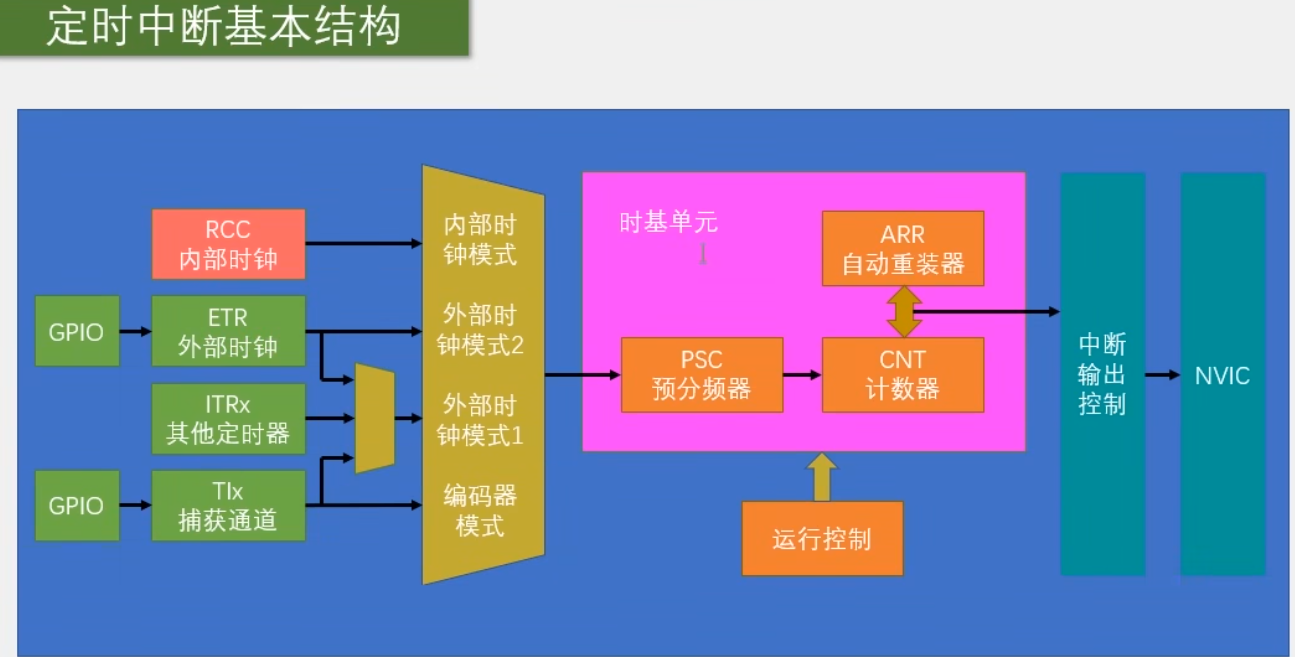 定时中断基本结构
RCC
内部时钟
GPIO
ETR
外部时钟
ITRx
其他定时器
GPIO
TIx
捕获通道
内部时
钟模式
外部时
钟模式2
外部时
钟模式1
编码器
模式
时基单元
ARR
自动重装器
PSC
预分频器
CNT
计数器
运行控制
中断
输出
控制
NVIC